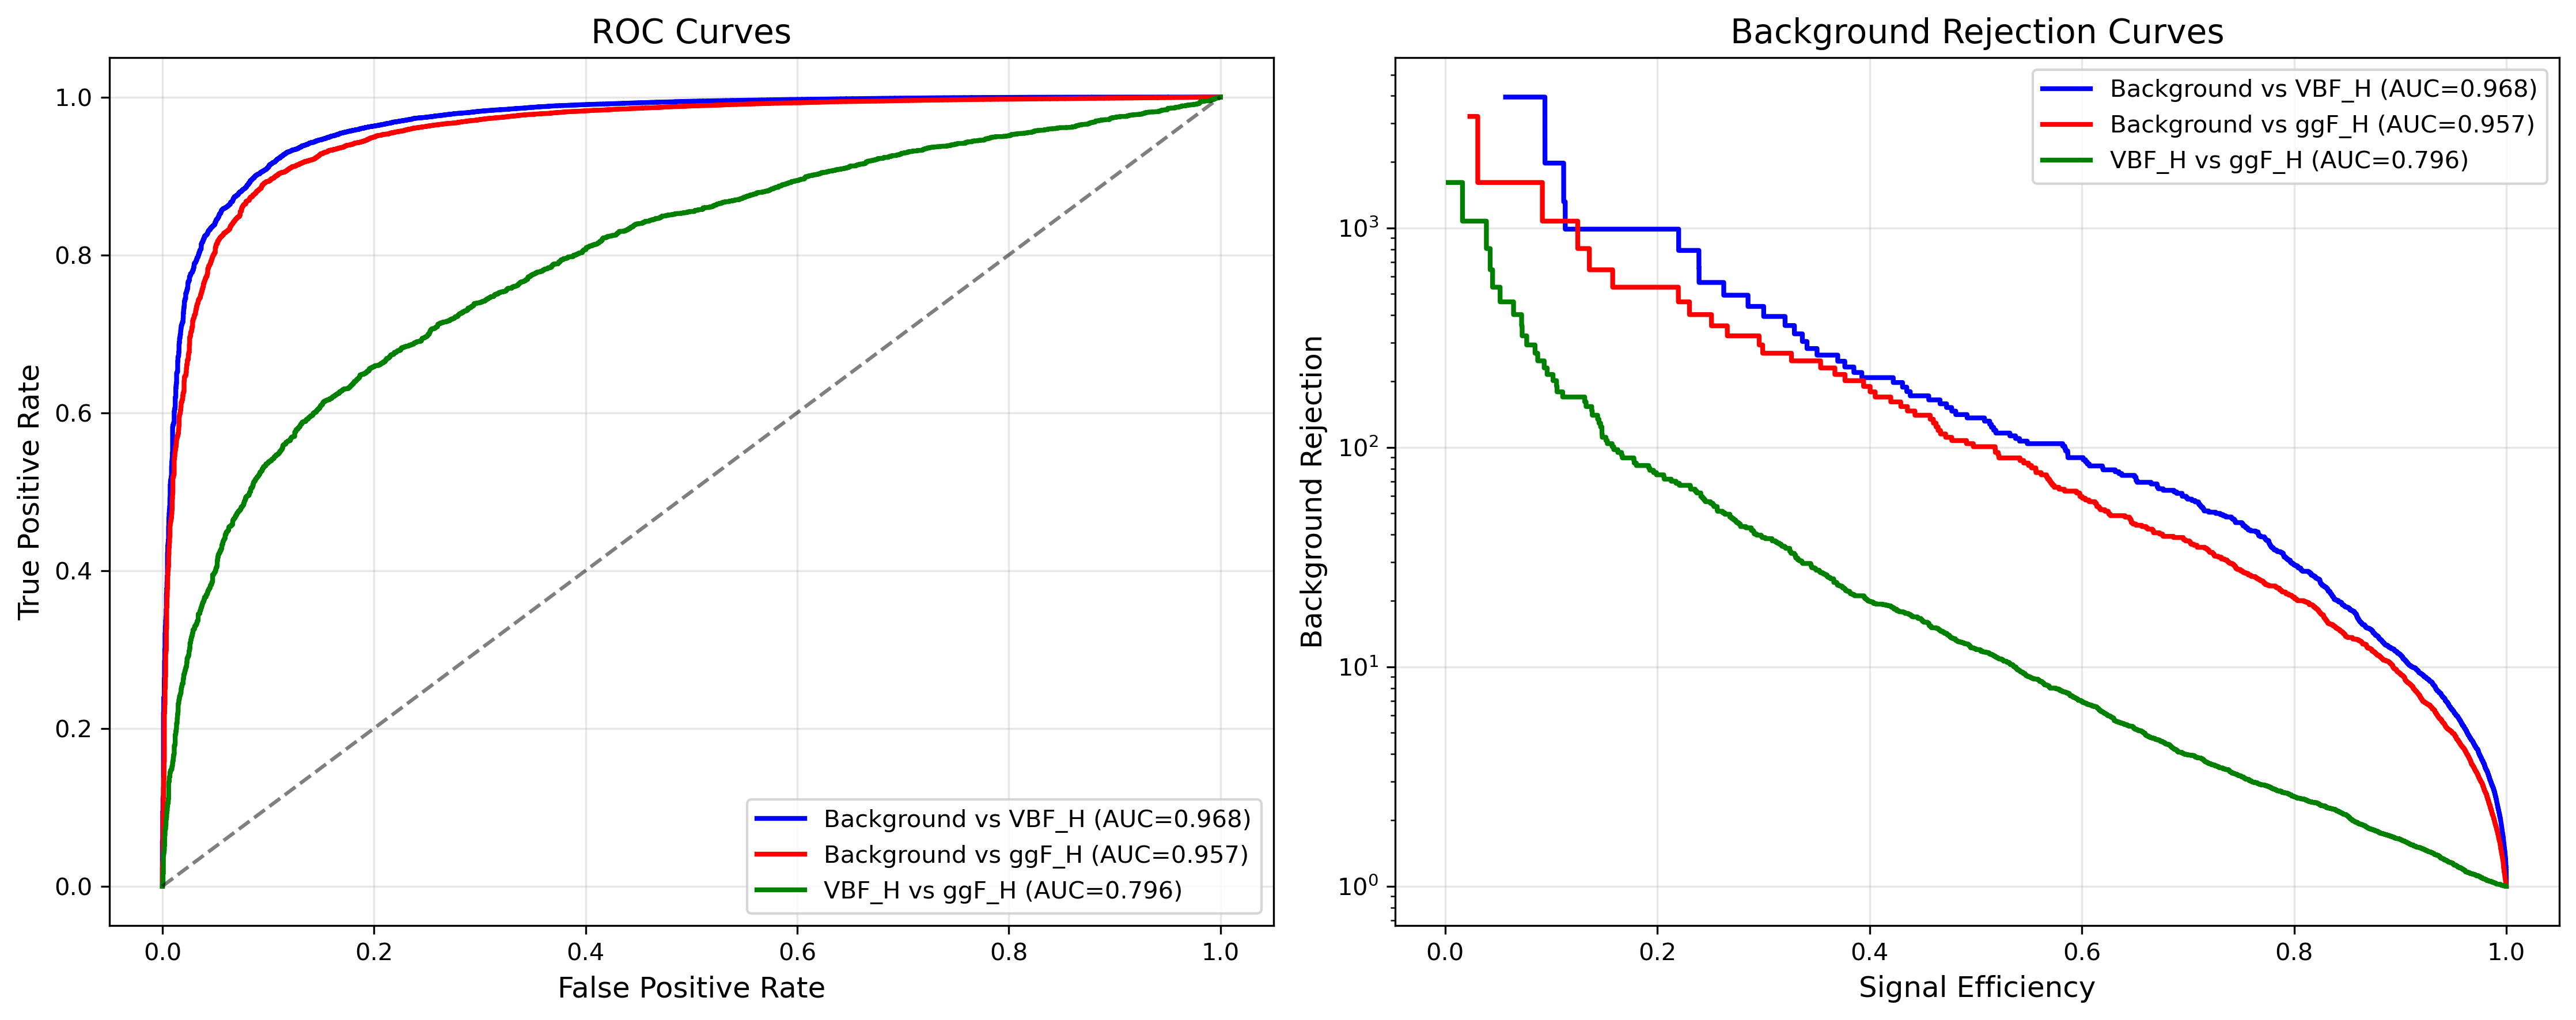 ROC Curves
1.0
0.8
0.6
0.4
0.2
0.0
True Positive Rate
0.0 0.2 0.4 0.6 0.8 1.0
False Positive Rate
Background vs VBF_H (AUC=0.968)
Background vs ggF_H (AUC=0.957)
VBF_H vs ggF_H (AUC=0.796)
Background Rejection Curves
Background vs VBF_H (AUC=0.968)
Background vs ggF_H (AUC=0.957)
VBF_H vs ggF_H (AUC=0.796)
10³
10²
10¹
10⁰
Background Rejection
0.0 0.2 0.4 0.6 0.8 1.0
Signal Efficiency